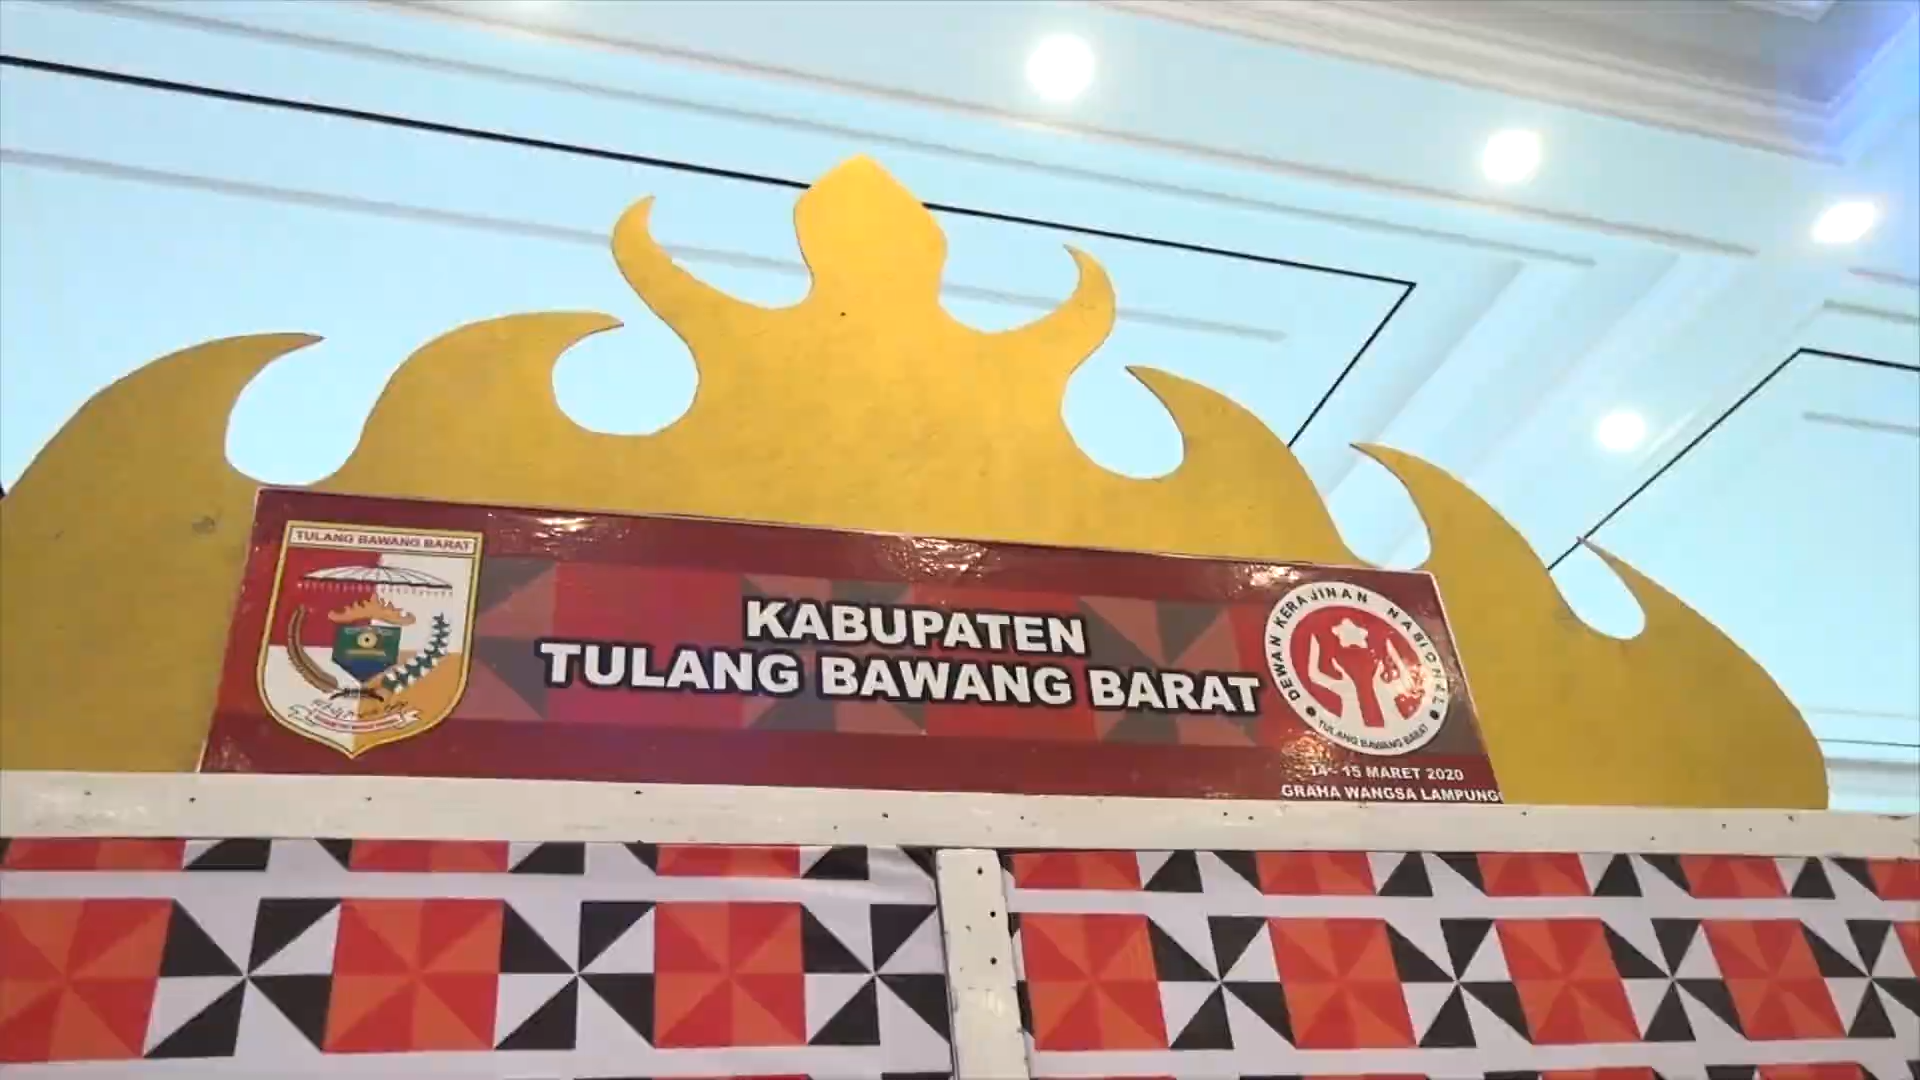 TULANG BAWANG BARAT
KABUPATEN
TULANG BAWANG BARAT
DEWAN KERAJINAN NASIONAL
TULANG BAWANG BARAT
14 - 15 MARET 2020
GRAHA WANGSA LAMPUNG